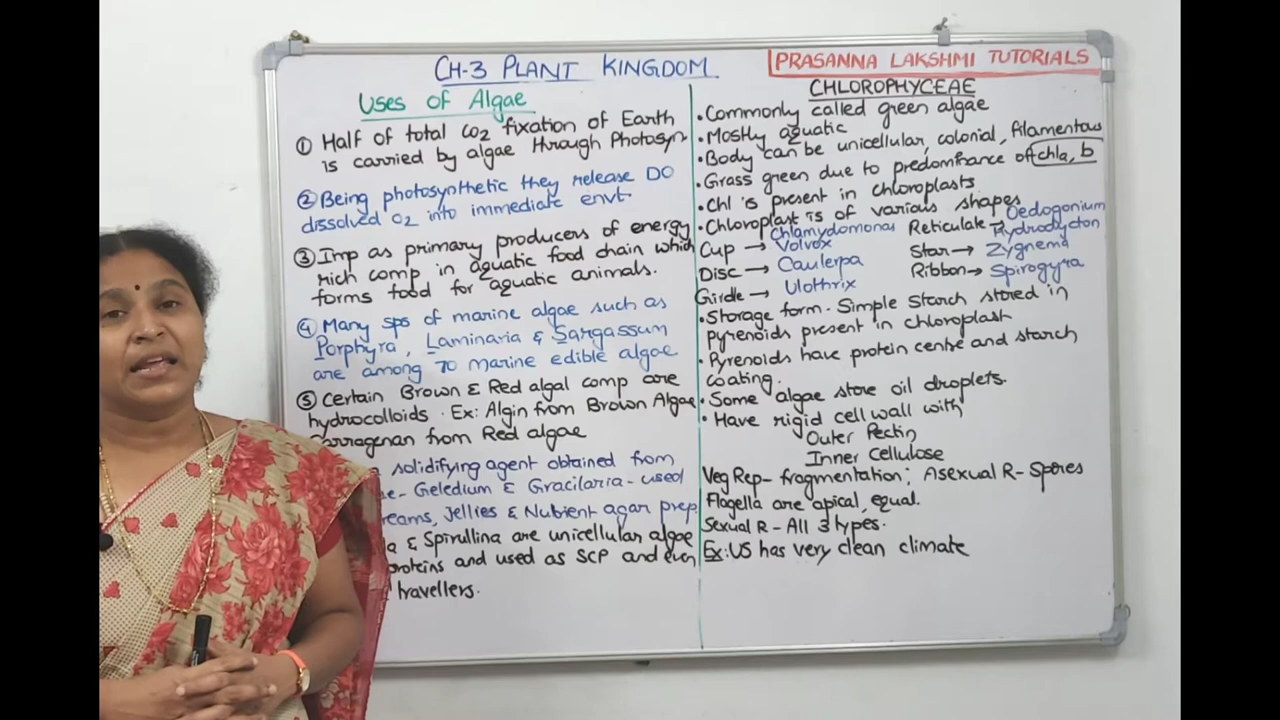 CH-3 PLANT KINGDOM
PRASANNA LAKSHMI TUTORIALS
Uses of Algae
① Half of total CO2 fixation of Earth
is carried by algae through Photosyn
② Being photosynthetic they release DO
dissolved O2 into immediate envt.
③ Imp as primary producers of energy
rich comp in aquatic food chain which
forms food for aquatic animals.
④ Many sps of marine algae such as
Porphyra, Laminaria & Sargassum
are among 70 marine edible algae
⑤ Certain Brown & Red algal comp are
hydrocolloids. Ex: Algin from Brown Algae
Carragenan from Red algae
solidifying agent obtained from
Geledium & Gracilaria - used
reams, Jellies & Nutrient agar prep
& Spirullina are unicellular algae
proteins and used as SCP and even
travellers.
CHLOROPHYCEAE
• Commonly called green algae
• Mostly aquatic
• Body can be unicellular, colonial, filamentous
• Grass green due to predominance of chla, b
• Chl is present in chloroplasts
• Chloroplast is of various shapes
Cup → Chlamydomonas Volvox
Reticulate → Oedogonium Hydrodycton
Disc → Caulerpa
Star → Zygnema
Girdle → Ulothrix
Ribbon → Spirogyra
• Storage form - Simple Starch stored in
pyrenoids present in chloroplast
• Pyrenoids have protein centre and starch
coating.
• Some algae store oil droplets.
• Have rigid cell wall with
Outer Pectin
Inner Cellulose
Veg Rep - fragmentation; Asexual R - Spores
Flagella are apical, equal.
Sexual R - All 3 types.
Ex: US has very clean climate